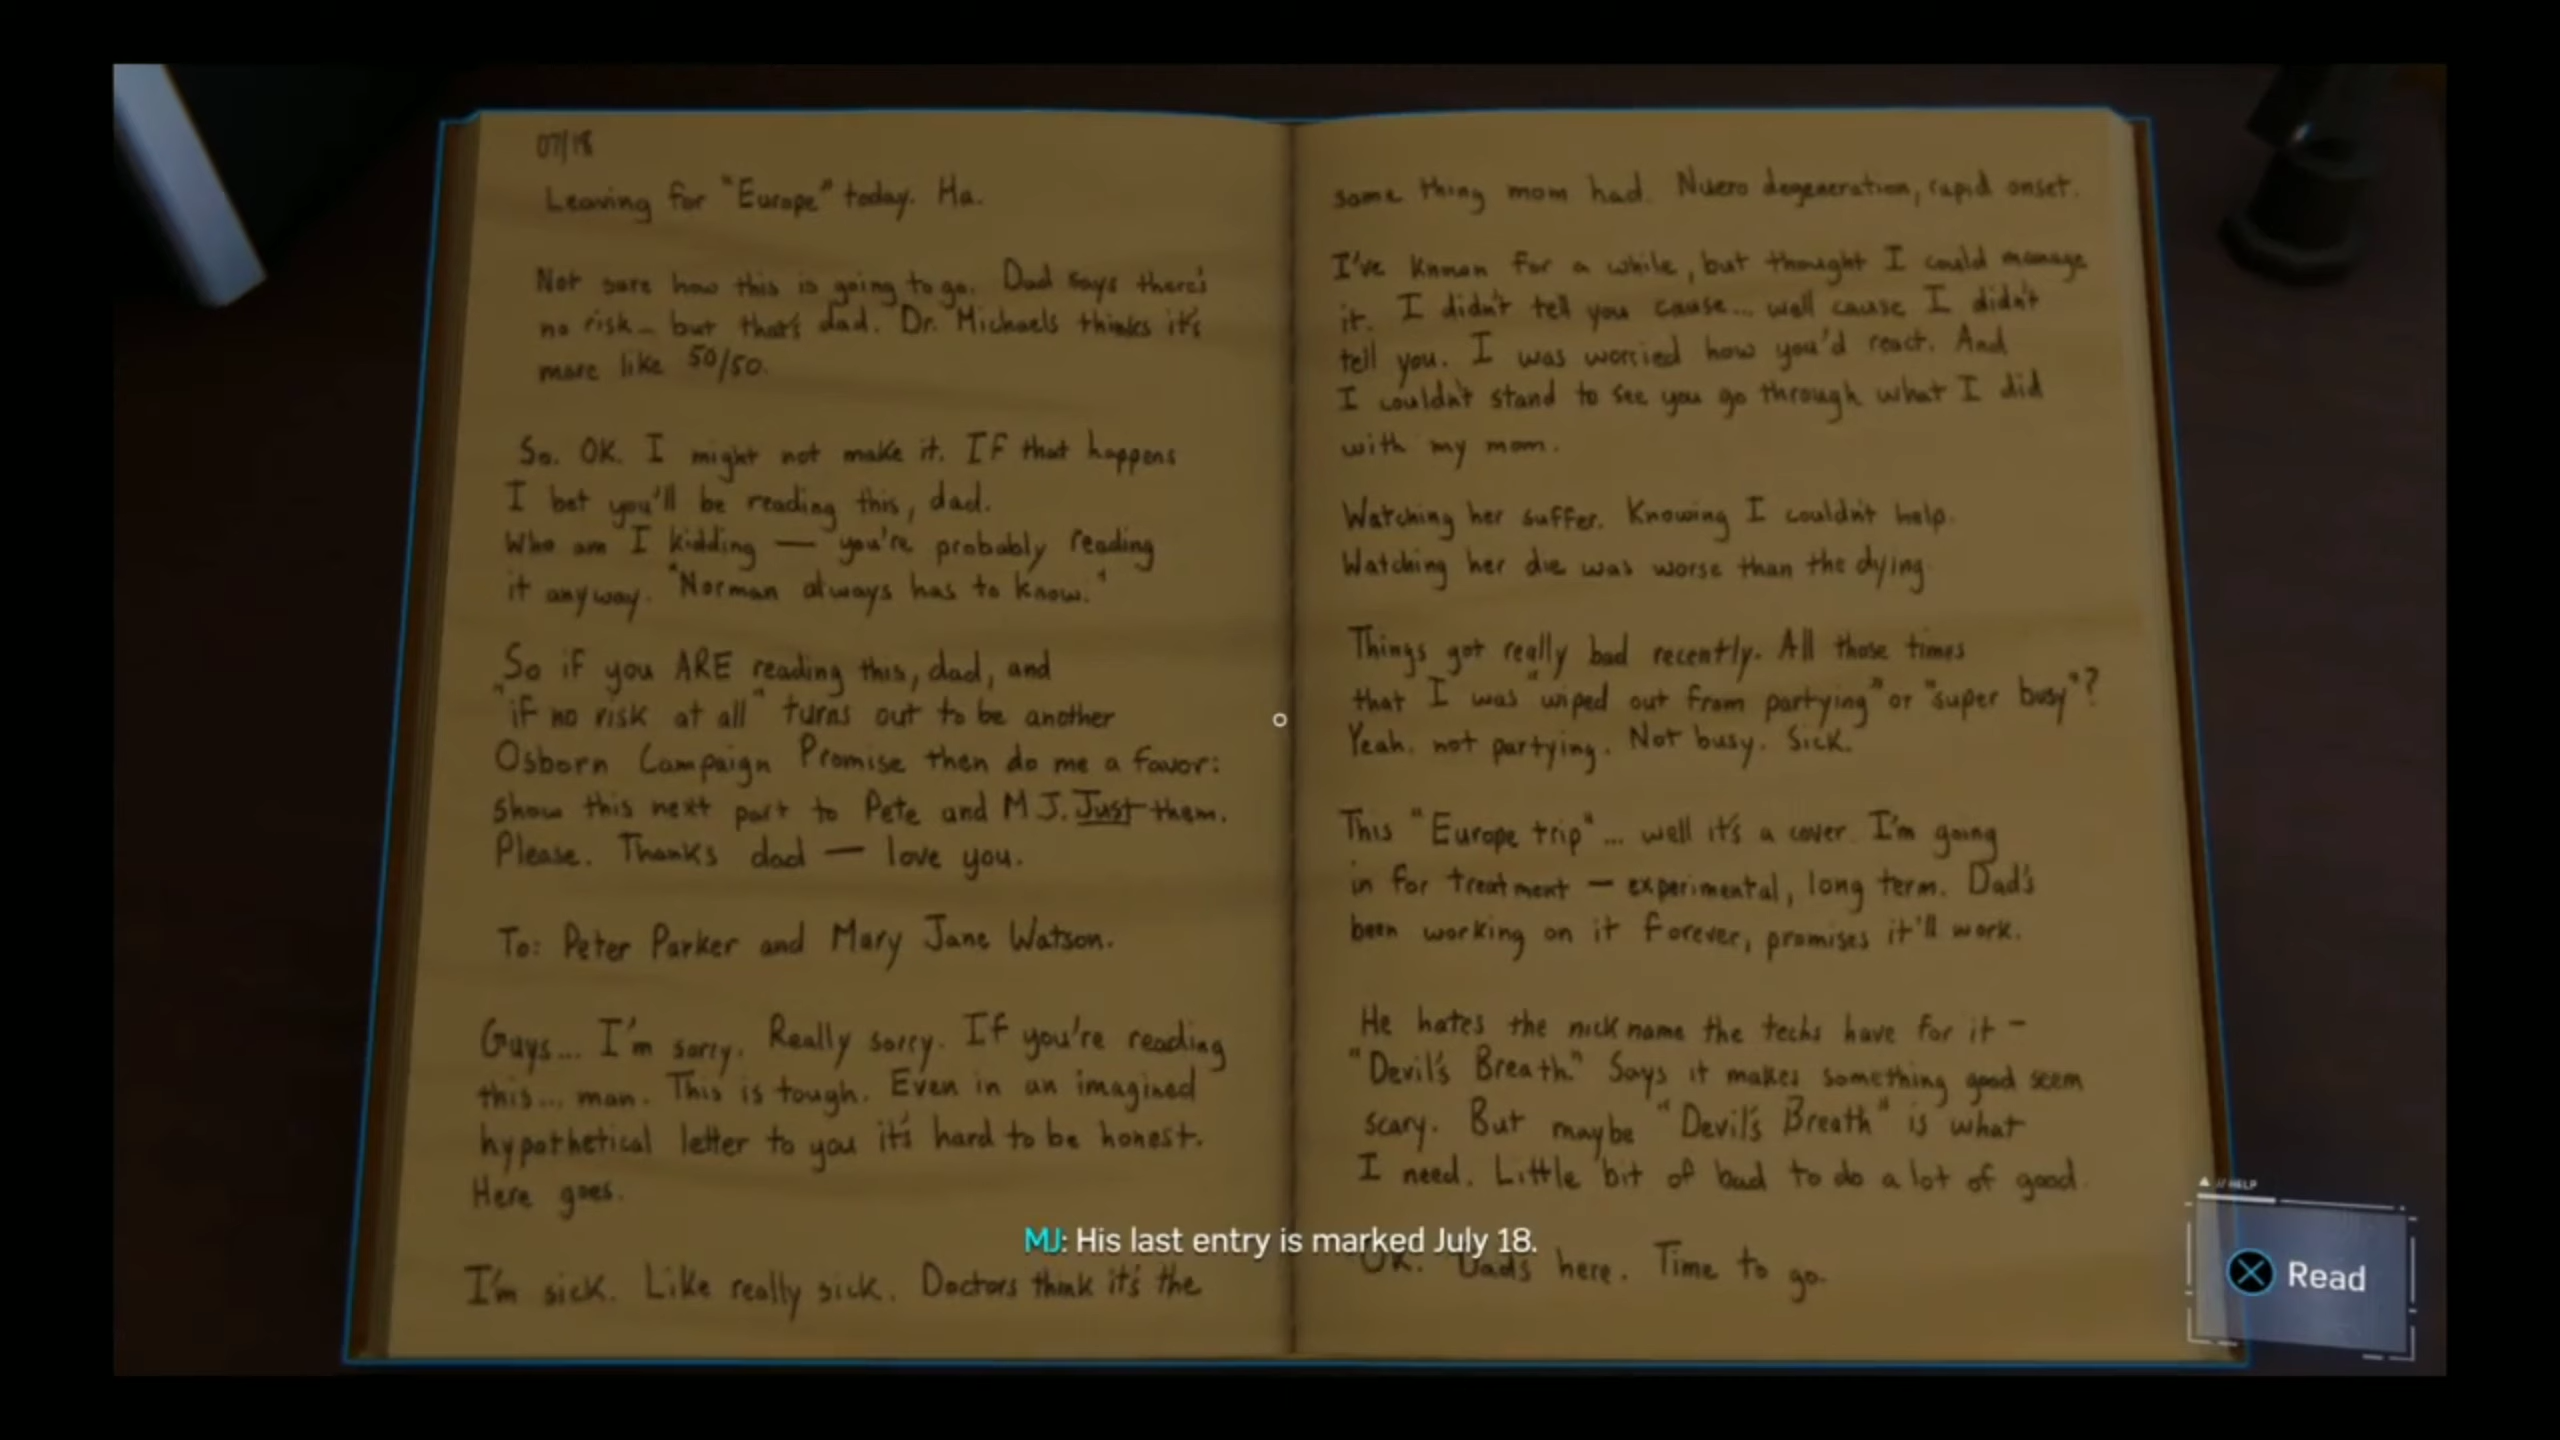 07/18
Leaving for "Europe" today. Ha.
Not sure how this is going to go. Dad says there's
no risk - but that's dad. Dr. Michaels thinks it's
more like 50/50.
So. OK. I might not make it. IF that happens
I bet you'll be reading this, dad.
Who am I kidding — you're probably reading
it anyway. "Norman always has to know."
So if you ARE reading this, dad, and
"if no risk at all" turns out to be another
Osborn Campaign Promise then do me a favor:
show this next part to Pete and MJ. Just them.
Please. Thanks dad — love you.
To: Peter Parker and Mary Jane Watson.
Guys... I'm sorry. Really sorry. If you're reading
this... man. This is tough. Even in an imagined
hypothetical letter to you it's hard to be honest.
Here goes.
I'm sick. Like really sick. Doctors think it's the
same thing mom had. Nuero degeneration, rapid onset.
I've known for a while, but thought I could manage
it. I didn't tell you cause... well cause I didn't
tell you. I was worried how you'd react. And
I couldn't stand to see you go through what I did
with my mom.
Watching her suffer. Knowing I couldn't help.
Watching her die was worse than the dying.
Things got really bad recently. All those times
that I was "wiped out from partying" or "super busy"?
Yeah. not partying. Not busy. Sick.
This "Europe trip"... well it's a cover. I'm going
in for treatment — experimental, long term. Dad's
been working on it forever, promises it'll work.
He hates the nickname the techs have for it -
"Devil's Breath." Says it makes something good seem
scary. But maybe "Devil's Breath" is what
I need. Little bit of bad to do a lot of good.
OK. Dad's here. Time to go.
MJ: His last entry is marked July 18.
// HELP
Read